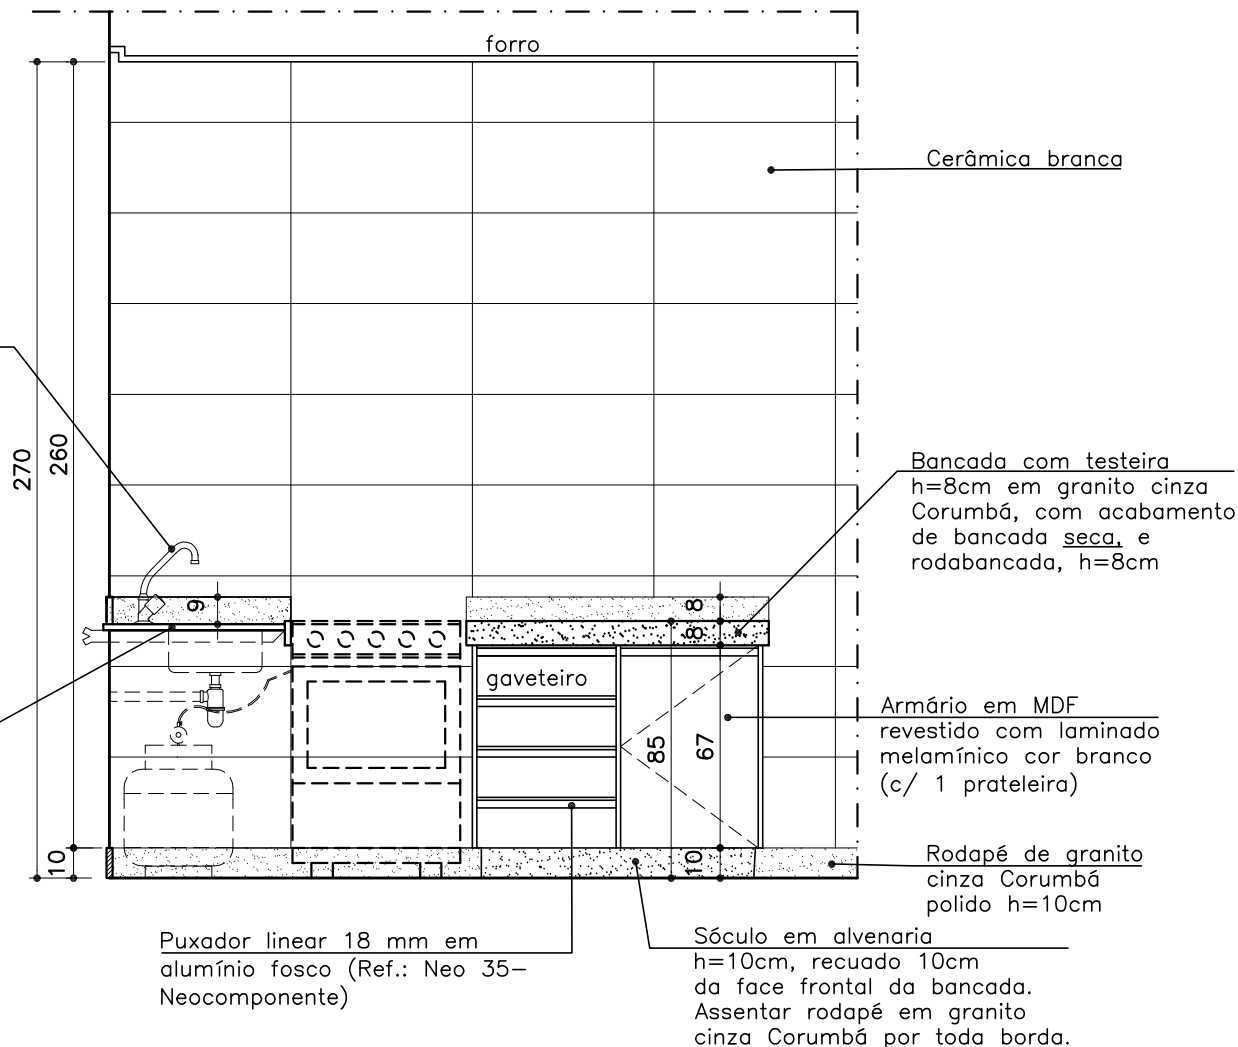 forro
Cerâmica branca
270
260
Bancada com testeira
h=8cm em granito cinza
Corumbá, com acabamento
de bancada seca, e
rodabancada, h=8cm
9
8
8
gaveteiro
85
67
Armário em MDF
revestido com laminado
melamínico cor branco
(c/ 1 prateleira)
10
10
Rodapé de granito
cinza Corumbá
polido h=10cm
Puxador linear 18 mm em
alumínio fosco (Ref.: Neo 35-
Neocomponente)
Sóculo em alvenaria
h=10cm, recuado 10cm
da face frontal da bancada.
Assentar rodapé em granito
cinza Corumbá por toda borda.